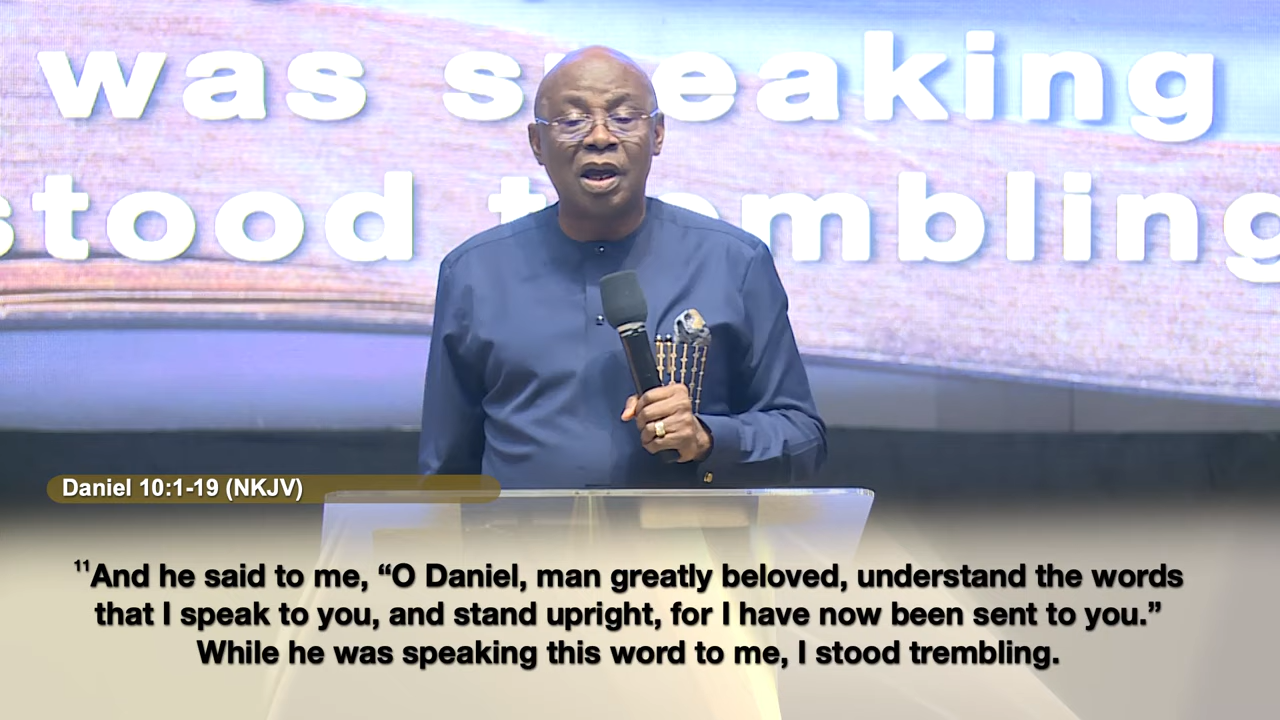 was speaking
stood trembling
Daniel 10:1-19 (NKJV)
¹¹And he said to me, “O Daniel, man greatly beloved, understand the words
that I speak to you, and stand upright, for I have now been sent to you.”
While he was speaking this word to me, I stood trembling.